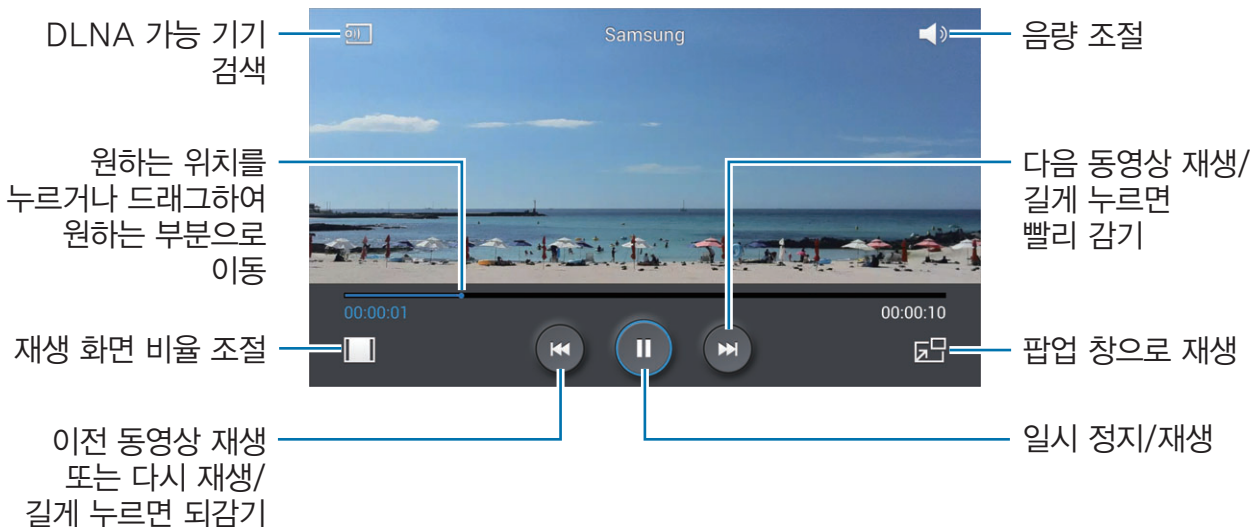 DLNA 가능 기기
검색
Samsung
음량 조절
원하는 위치를
누르거나 드래그하여
원하는 부분으로
이동
다음 동영상 재생/
길게 누르면
빨리 감기
00:00:01
00:00:10
재생 화면 비율 조절
팝업 창으로 재생
이전 동영상 재생
또는 다시 재생/
길게 누르면 되감기
일시 정지/재생